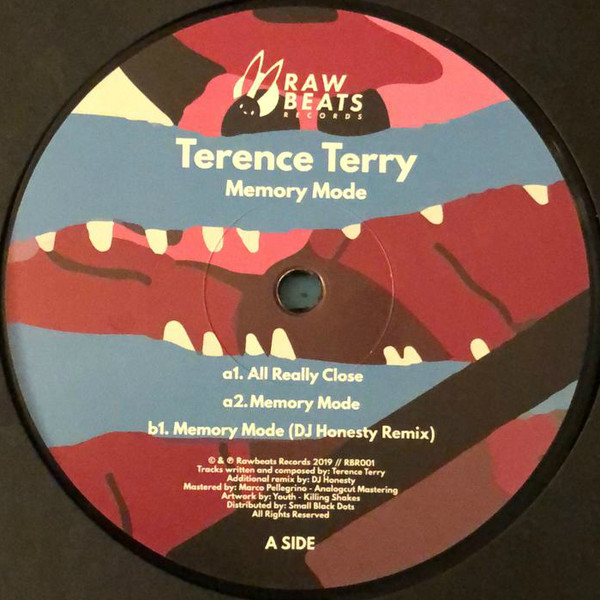 RAW
BEATS
RECORDS
Terence Terry
Memory Mode
a1. All Really Close
a2. Memory Mode
b1. Memory Mode (DJ Honesty Remix)
© & ℗ Rawbeats Records 2019 // RBR001
Tracks written and composed by: Terence Terry
Additional remix by: DJ Honesty
Mastered by: Marco Pellegrino - Analogcut Mastering
Artwork by: Youth - Killing Shakes
Distributed by: Small Black Dots
All Rights Reserved
A SIDE